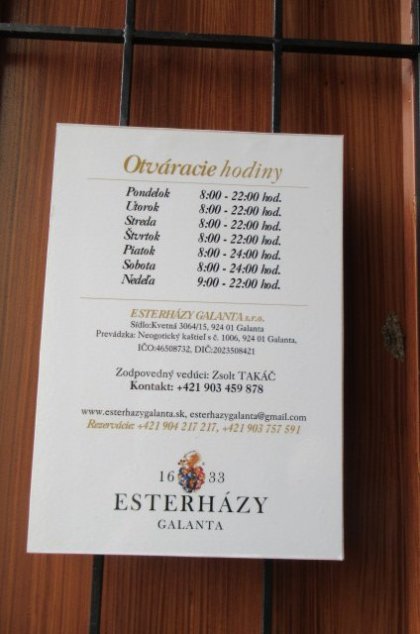 Otváracie hodiny
Pondelok 8:00 - 22:00 hod.
Utorok 8:00 - 22:00 hod.
Streda 8:00 - 22:00 hod.
Štvrtok 8:00 - 22:00 hod.
Piatok 8:00 - 24:00 hod.
Sobota 8:00 - 24:00 hod.
Nedeľa 9:00 - 22:00 hod.
ESTERHÁZY GALANTA s.r.o.
Sídlo:Kvetná 3064/15, 924 01 Galanta
Prevádzka: Neogotický kaštieľ s č. 1006, 924 01 Galanta,
IČO:46508732, DIČ:2023508421
Zodpovedný vedúci: Zsolt TAKÁČ
Kontakt: +421 903 459 878
www.esterhazygalanta.sk, esterhazygalanta@gmail.com
Rezervácie: +421 904 217 217, +421 903 757 591
16 33
ESTERHÁZY
GALANTA